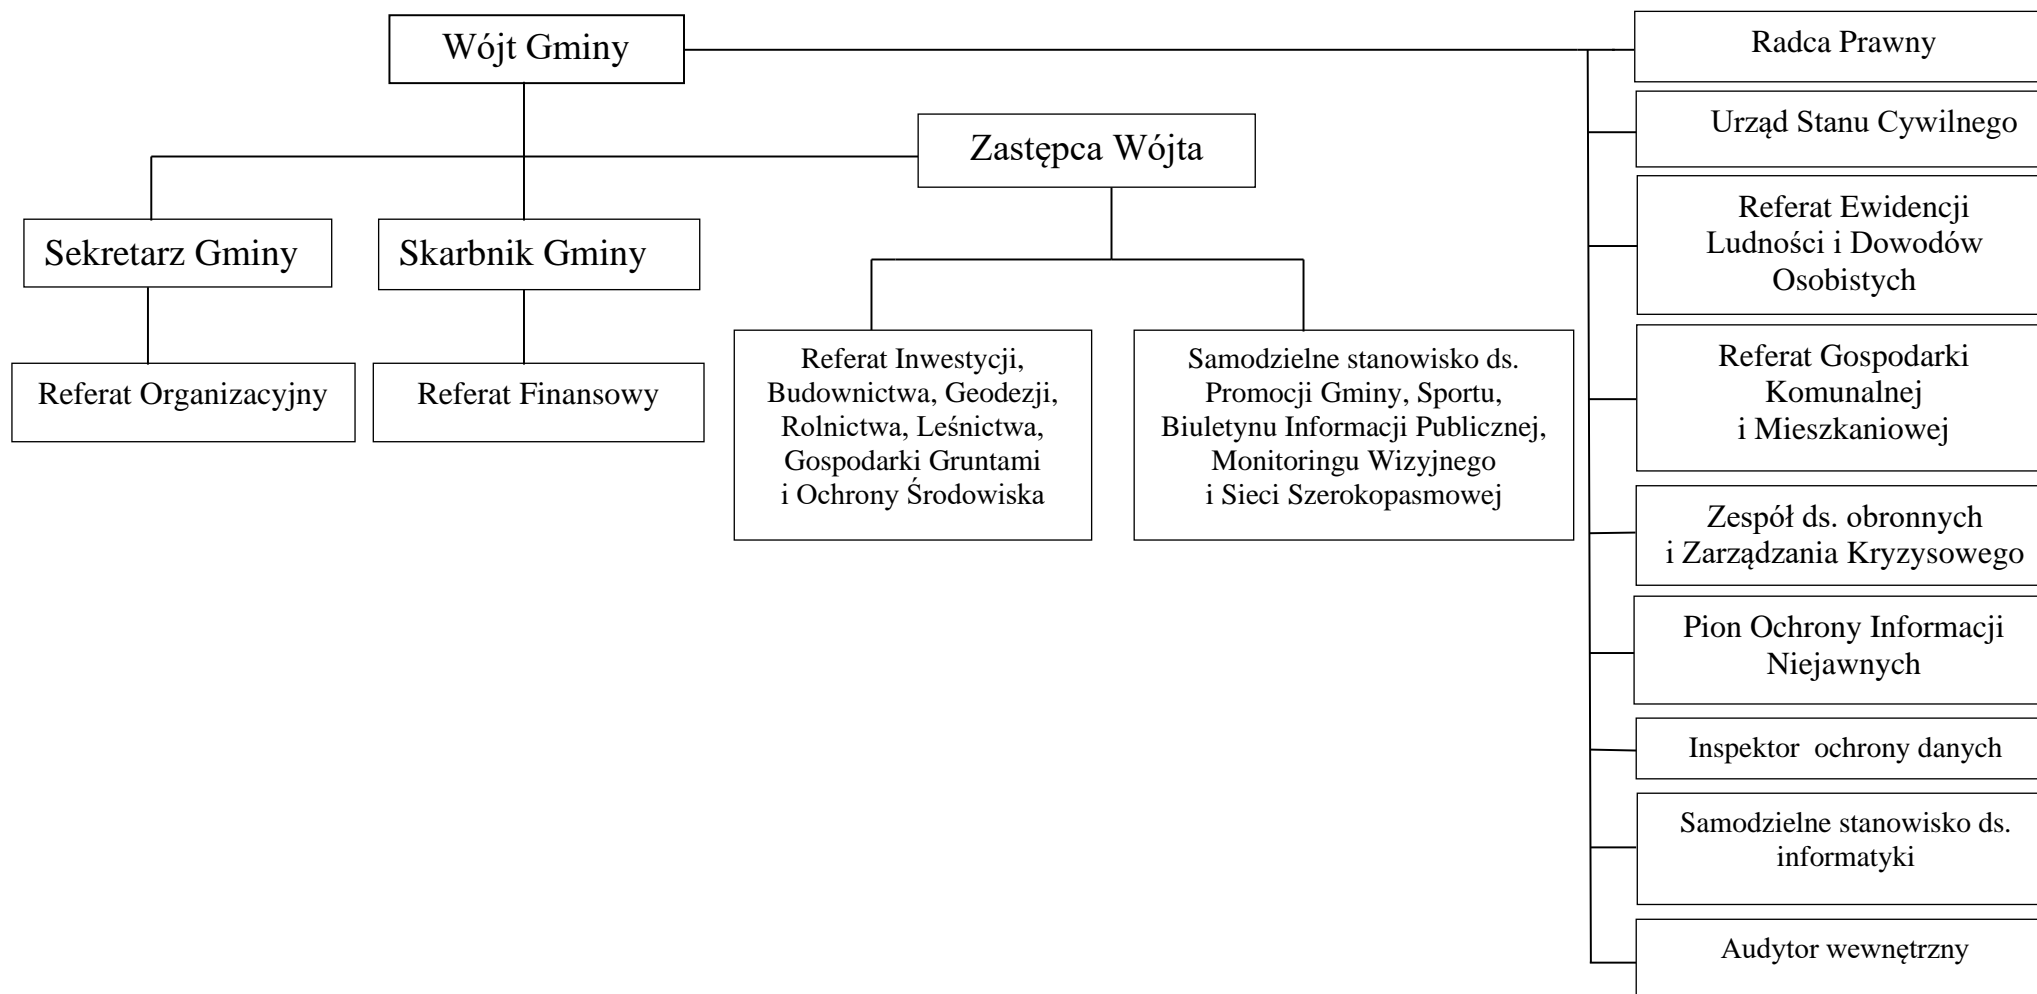 Wójt Gminy
Zastępca Wójta
Sekretarz Gminy
Skarbnik Gminy
Referat Organizacyjny
Referat Finansowy
Referat Inwestycji,
Budownictwa, Geodezji,
Rolnictwa, Leśnictwa,
Gospodarki Gruntami
i Ochrony Środowiska
Samodzielne stanowisko ds.
Promocji Gminy, Sportu,
Biuletynu Informacji Publicznej,
Monitoringu Wizyjnego
i Sieci Szerokopasmowej
Radca Prawny
Urząd Stanu Cywilnego
Referat Ewidencji
Ludności i Dowodów
Osobistych
Referat Gospodarki
Komunalnej
i Mieszkaniowej
Zespół ds. obronnych
i Zarządzania Kryzysowego
Pion Ochrony Informacji
Niejawnych
Inspektor ochrony danych
Samodzielne stanowisko ds.
informatyki
Audytor wewnętrzny